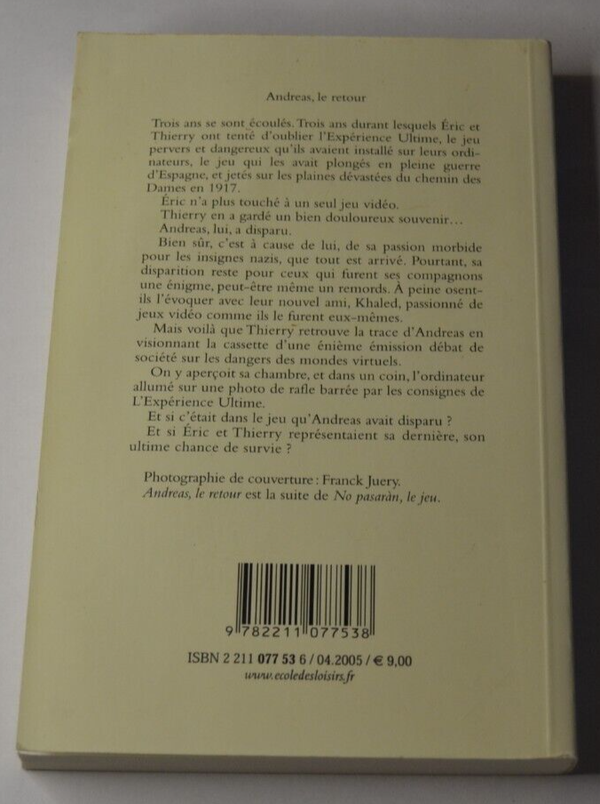 Andreas, le retour
Trois ans se sont écoulés. Trois ans durant lesquels Éric et
Thierry ont tenté d'oublier l'Expérience Ultime, le jeu
pervers et dangereux qu'ils avaient installé sur leurs ordi-
nateurs, le jeu qui les avait plongés en pleine guerre
d'Espagne, et jetés sur les plaines dévastées du chemin des
Dames en 1917.
Éric n'a plus touché à un seul jeu vidéo.
Thierry en a gardé un bien douloureux souvenir...
Andreas, lui, a disparu.
Bien sûr, c'est à cause de lui, de sa passion morbide
pour les insignes nazis, que tout est arrivé. Pourtant, sa
disparition reste pour ceux qui furent ses compagnons
une énigme, peut-être même un remords. À peine osent-
ils l'évoquer avec leur nouvel ami, Khaled, passionné de
jeux vidéo comme ils le furent eux-mêmes.
Mais voilà que Thierry retrouve la trace d'Andreas en
visionnant la cassette d'une énième émission débat de
société sur les dangers des mondes virtuels.
On y aperçoit sa chambre, et dans un coin, l'ordinateur
allumé sur une photo de rafle barrée par les consignes de
L'Expérience Ultime.
Et si c'était dans le jeu qu'Andreas avait disparu ?
Et si Éric et Thierry représentaient sa dernière, son
ultime chance de survie ?
Photographie de couverture : Franck Juery.
Andreas, le retour est la suite de No pasaràn, le jeu.
9 782211 077538
ISBN 2 211 077 53 6 / 04.2005 / € 9,00
www.ecoledesloisirs.fr